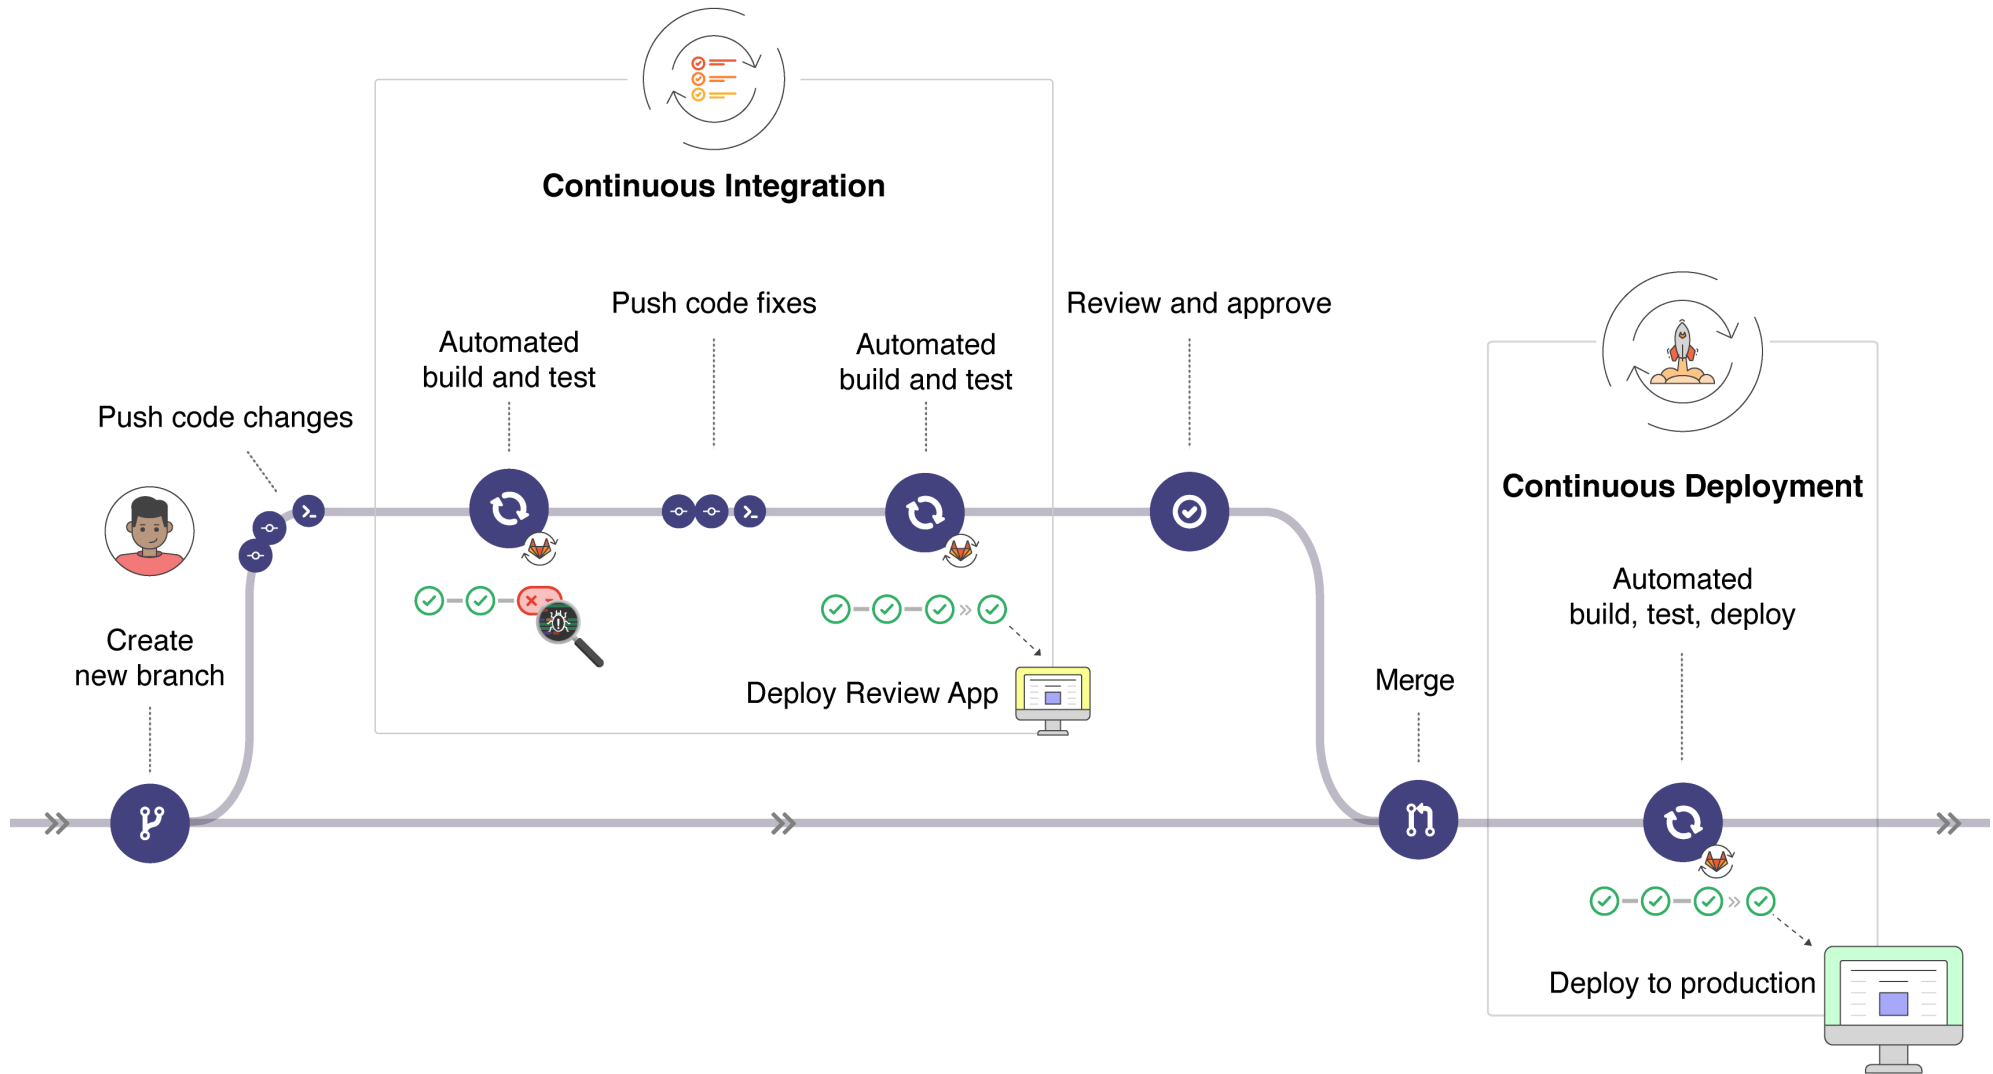 Continuous Integration
Push code fixes
Review and approve
Automated
build and test
Automated
build and test
Push code changes
Continuous Deployment
Automated
build, test, deploy
Create
new branch
Merge
Deploy Review App
Deploy to production